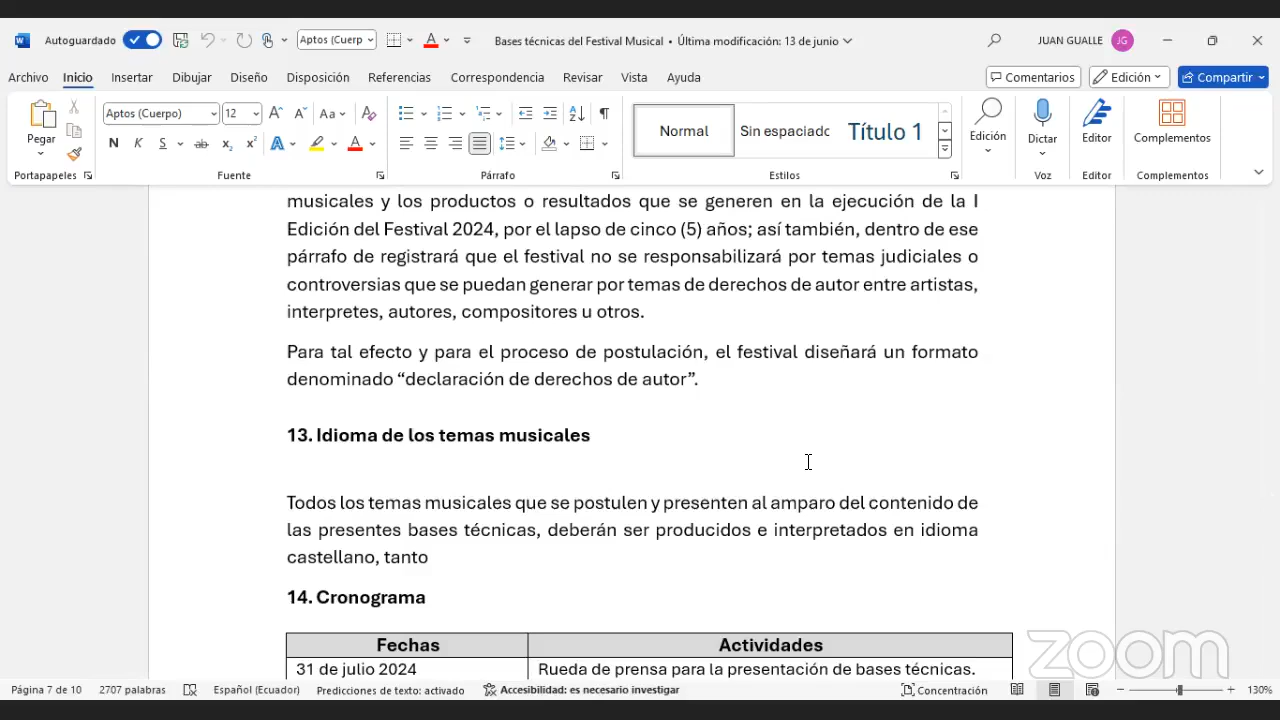 Autoguardado
Aptos (Cuerp
Bases técnicas del Festival Musical • Última modificación: 13 de junio
JUAN GUALLE JG
Archivo Inicio Insertar Dibujar Diseño Disposición Referencias Correspondencia Revisar Vista Ayuda
Comentarios Edición Compartir
Pegar
Portapapeles
Aptos (Cuerpo) 12
N K S
Fuente
Párrafo
Normal Sin espaciado Título 1
Estilos
Edición
Dictar
Voz
Editor
Editor
Complementos
Complementos
musicales y los productos o resultados que se generen en la ejecución de la I
Edición del Festival 2024, por el lapso de cinco (5) años; así también, dentro de ese
párrafo de registrará que el festival no se responsabilizará por temas judiciales o
controversias que se puedan generar por temas de derechos de autor entre artistas,
interpretes, autores, compositores u otros.
Para tal efecto y para el proceso de postulación, el festival diseñará un formato
denominado “declaración de derechos de autor”.
13. Idioma de los temas musicales
Todos los temas musicales que se postulen y presenten al amparo del contenido de
las presentes bases técnicas, deberán ser producidos e interpretados en idioma
castellano, tanto
14. Cronograma
Fechas Actividades
31 de julio 2024 Rueda de prensa para la presentación de bases técnicas.
zoom
Página 7 de 10 2707 palabras Español (Ecuador) Predicciones de texto: activado Accesibilidad: es necesario investigar Concentración 130%